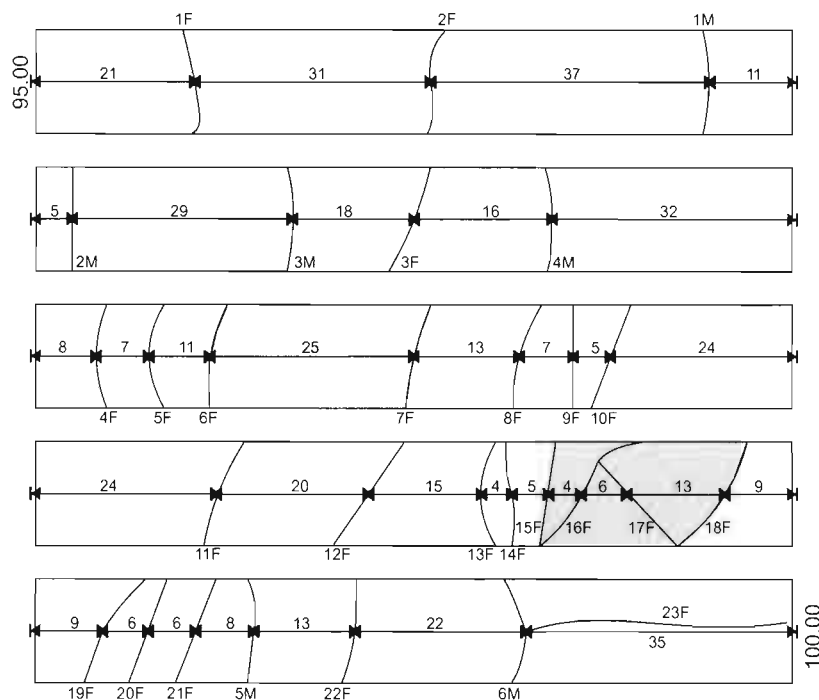 1F 2F 1M
95.00 21 31 37 11
5 29 18 16 32
2M 3M 3F 4M
8 7 11 25 13 7 5 24
4F 5F 6F 7F 8F 9F 10F
24 20 15 4 5 4 6 13 9
15F 16F 17F 18F
11F 12F 13F 14F
23F
9 6 6 8 13 22 35 100.00
19F 20F 21F 5M 22F 6M